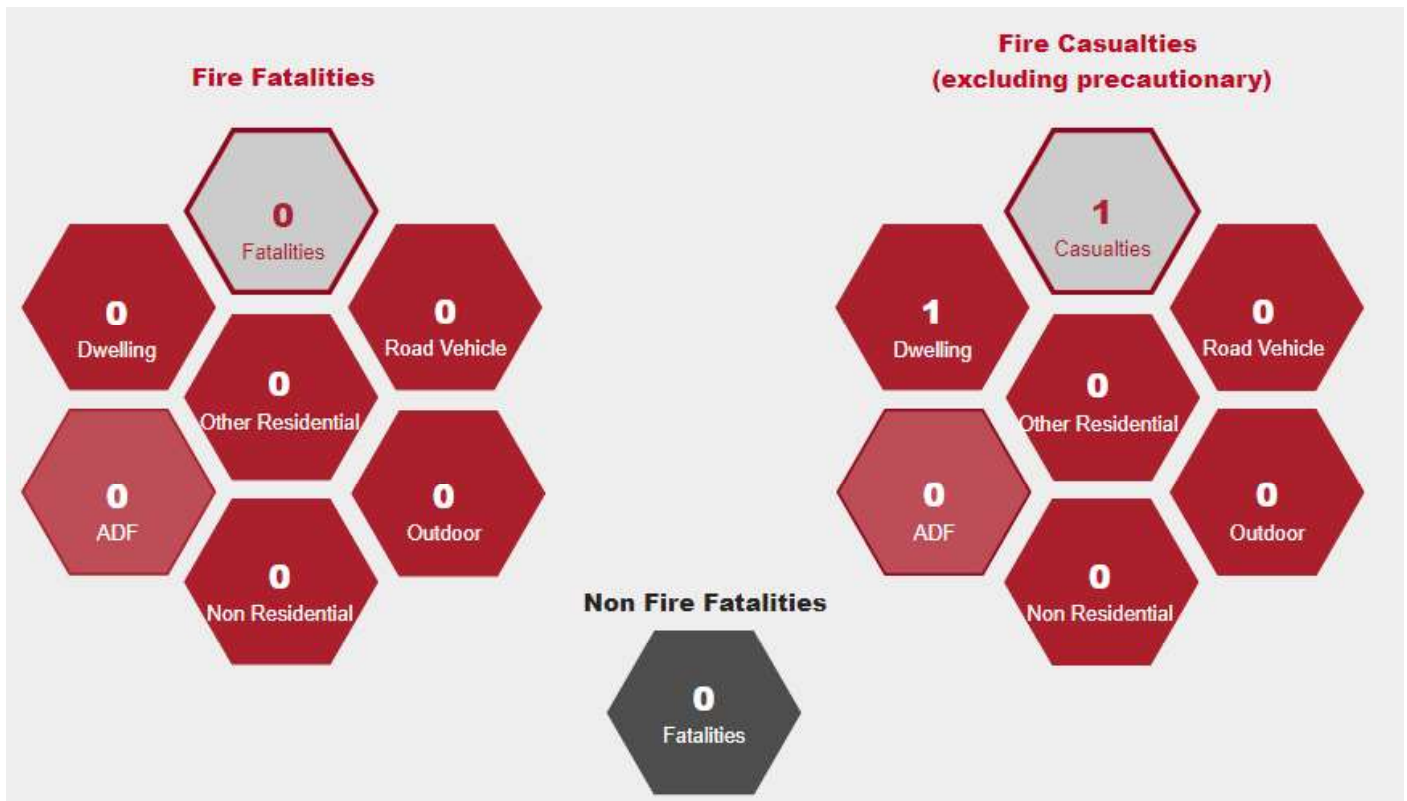 Fire Fatalities
0
Fatalities
0
Dwelling
0
Road Vehicle
0
Other Residential
0
ADF
0
Outdoor
0
Non Residential
Fire Casualties
(excluding precautionary)
1
Casualties
1
Dwelling
0
Road Vehicle
0
Other Residential
0
ADF
0
Outdoor
0
Non Residential
Non Fire Fatalities
0
Fatalities